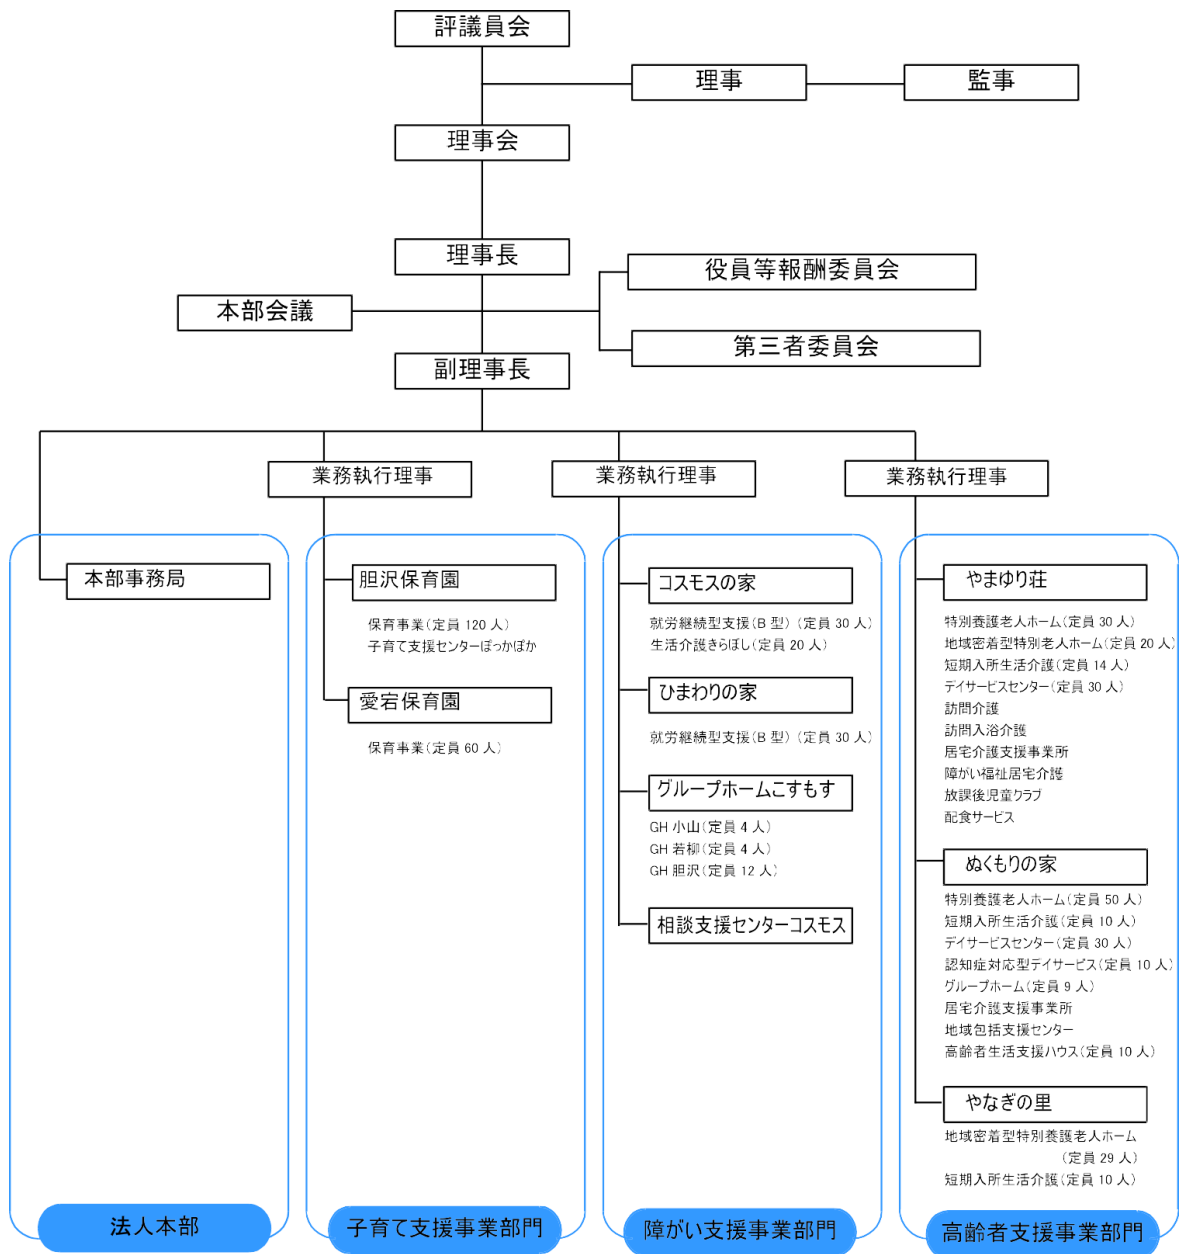 評議員会
理事
監事
理事会
理事長
役員等報酬委員会
本部会議
第三者委員会
副理事長
業務執行理事
業務執行理事
業務執行理事
本部事務局
法人本部
胆沢保育園
保育事業(定員 120 人)
子育て支援センターぽっかぽか
愛宕保育園
保育事業(定員 60 人)
子育て支援事業部門
コスモスの家
就労継続型支援(B 型) (定員 30 人)
生活介護きらぼし(定員 20 人)
ひまわりの家
就労継続型支援(B 型) (定員 30 人)
グループホームこすもす
GH 小山(定員 4 人)
GH 若柳(定員 4 人)
GH 胆沢(定員 12 人)
相談支援センターコスモス
障がい支援事業部門
やまゆり荘
特別養護老人ホーム(定員 30 人)
地域密着型特別老人ホーム(定員 20 人)
短期入所生活介護(定員 14 人)
デイサービスセンター(定員 30 人)
訪問介護
訪問入浴介護
居宅介護支援事業所
障がい福祉居宅介護
放課後児童クラブ
配食サービス
ぬくもりの家
特別養護老人ホーム(定員 50 人)
短期入所生活介護(定員 10 人)
デイサービスセンター(定員 30 人)
認知症対応型デイサービス(定員 10 人)
グループホーム(定員 9 人)
居宅介護支援事業所
地域包括支援センター
高齢者生活支援ハウス(定員 10 人)
やなぎの里
地域密着型特別養護老人ホーム
(定員 29 人)
短期入所生活介護(定員 10 人)
高齢者支援事業部門